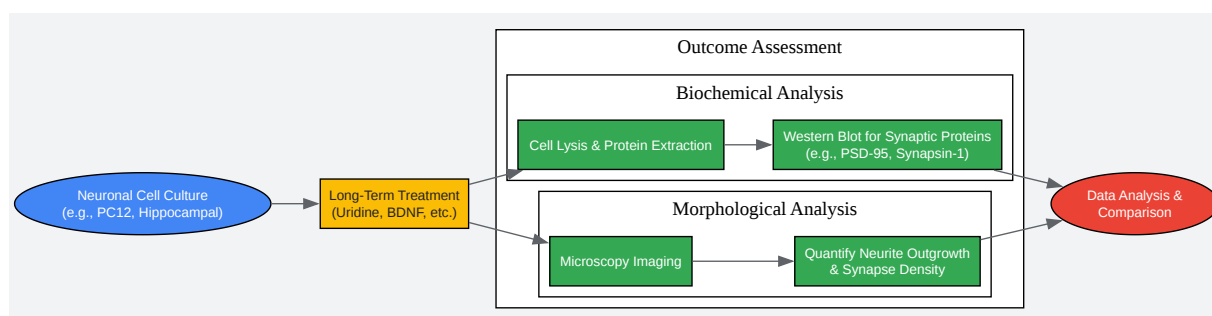 Outcome Assessment
Biochemical Analysis
Cell Lysis & Protein Extraction
Western Blot for Synaptic Proteins
(e.g., PSD-95, Synapsin-1)
Neuronal Cell Culture
(e.g., PC12, Hippocampal)
Long-Term Treatment
(Uridine, BDNF, etc.)
Data Analysis &
Comparison
Morphological Analysis
Microscopy Imaging
Quantify Neurite Outgrowth
& Synapse Density